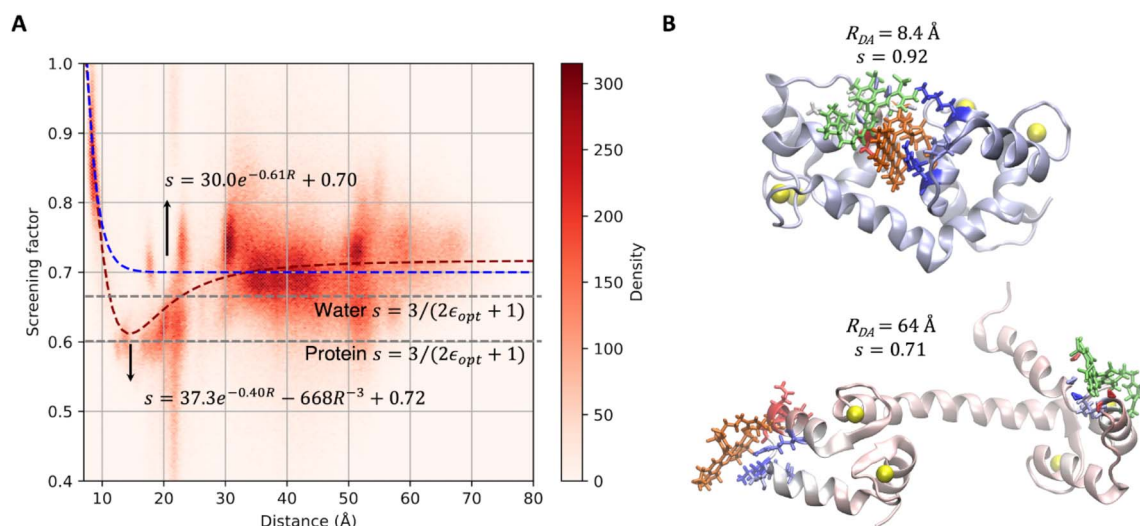 A
1.0
0.9
0.8
0.7
0.6
0.5
0.4
Screening factor
10
20
30
40
50
60
70
80
Distance (Å)
s = 30.0e^{−0.61R} + 0.70
Water s = 3/(2ϵ_{opt} + 1)
Protein s = 3/(2ϵ_{opt} + 1)
s = 37.3e^{−0.40R} − 668R^{−3} + 0.72
300
250
200
150
100
50
0
Density
B
R_{DA} = 8.4 Å
s = 0.92
R_{DA} = 64 Å
s = 0.71